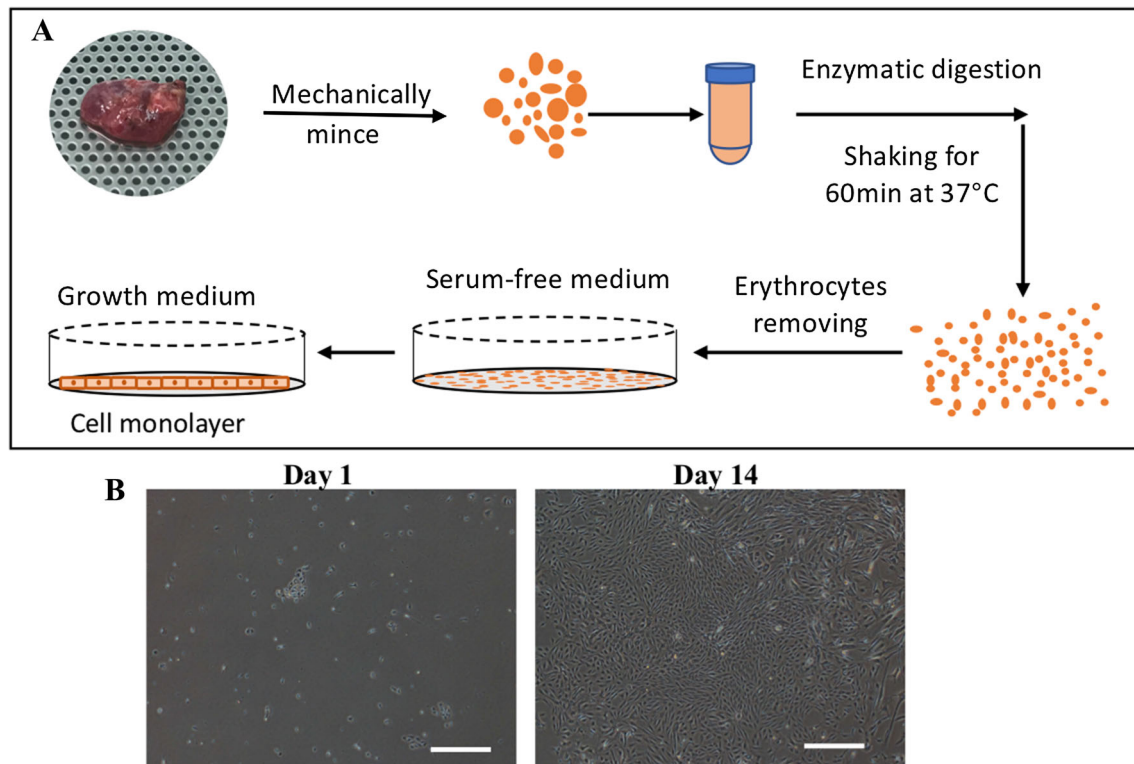 A
Mechanically
mince
Enzymatic digestion
Shaking for
60min at 37°C
Growth medium
Serum-free medium
Erythrocytes
removing
Cell monolayer
B
Day 1
Day 14